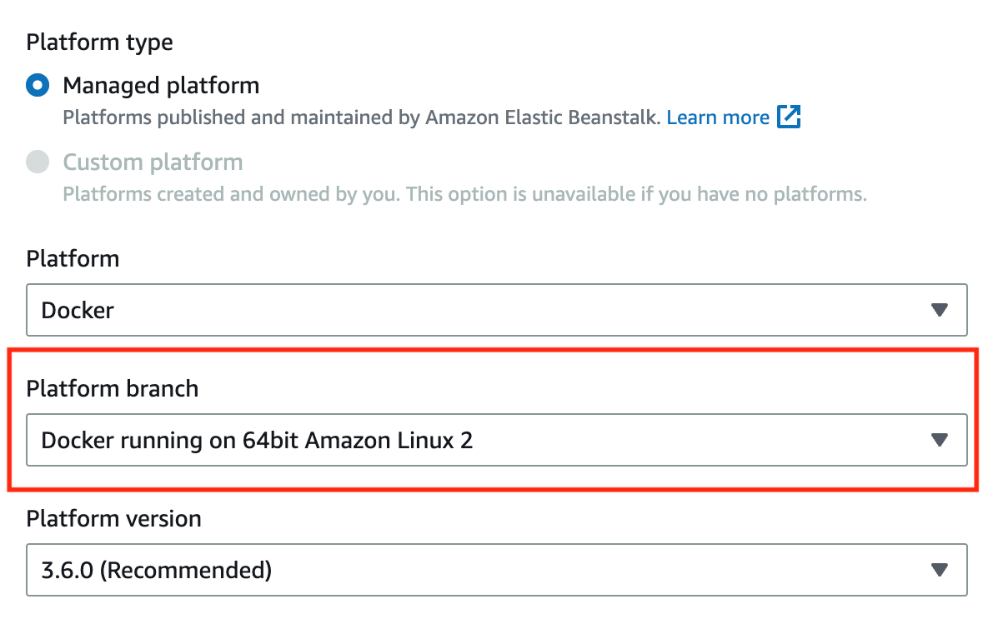 Platform type
Managed platform
Platforms published and maintained by Amazon Elastic Beanstalk. Learn more
Custom platform
Platforms created and owned by you. This option is unavailable if you have no platforms.
Platform
Docker
Platform branch
Docker running on 64bit Amazon Linux 2
Platform version
3.6.0 (Recommended)